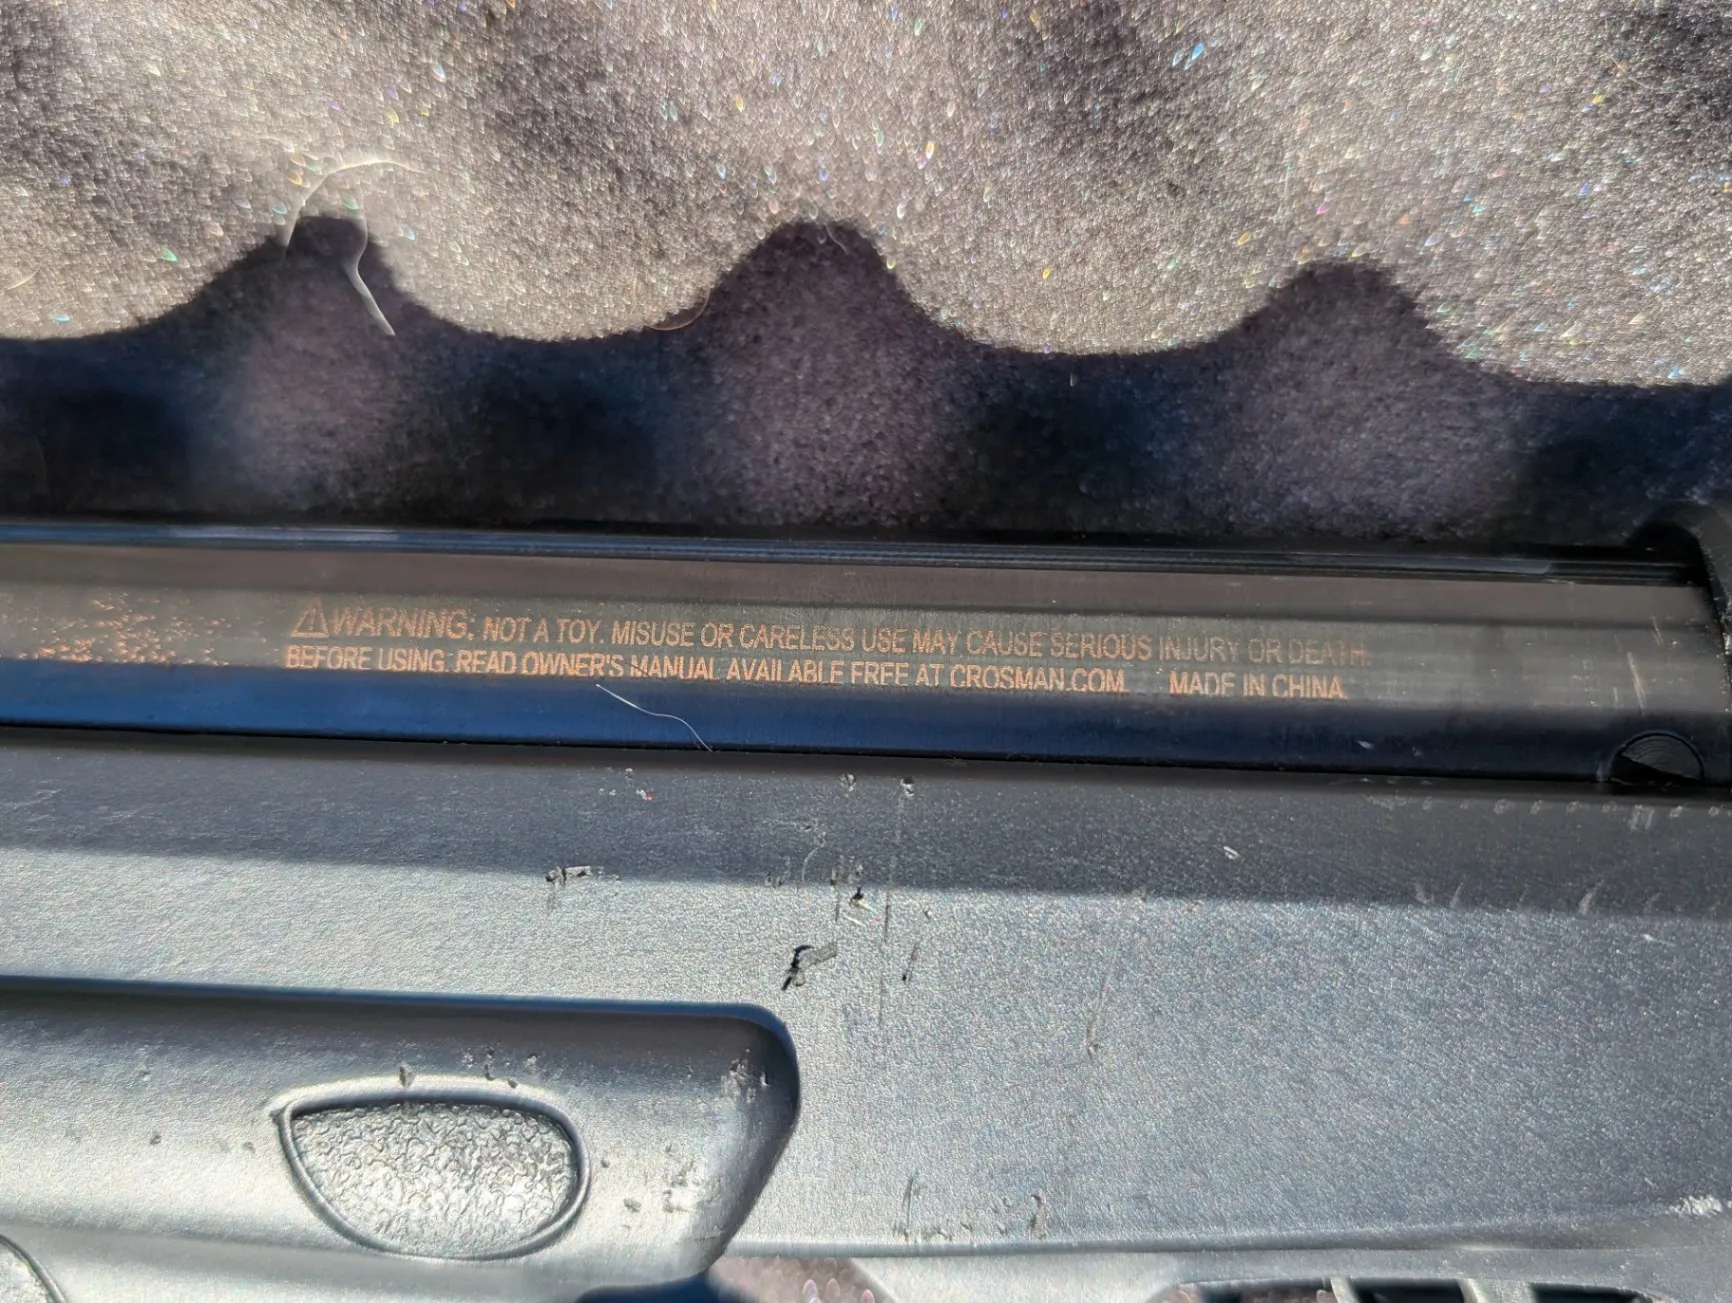 ⚠WARNING. NOT A TOY. MISUSE OR CARELESS USE MAY CAUSE SERIOUS INJURY OR DEATH.
BEFORE USING. READ OWNER'S MANUAL AVAILABLE FREE AT CROSMAN.COM. MADE IN CHINA.